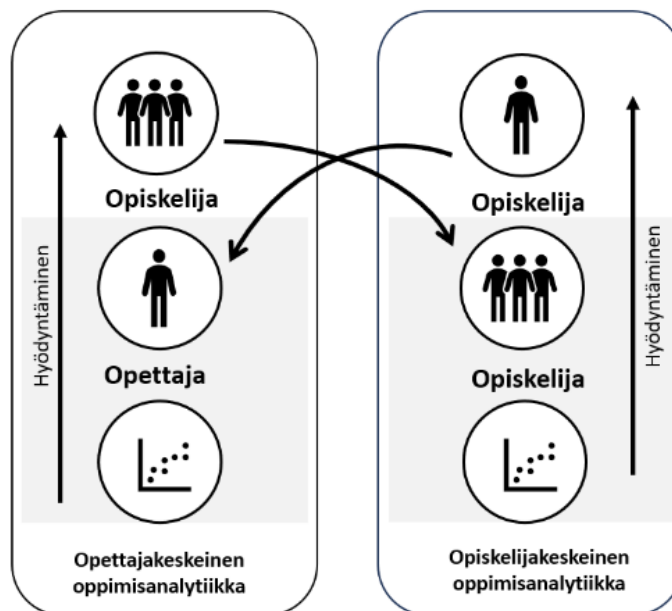 Opiskelija
Opettaja
Hyödyntäminen
Opettajakeskeinen
oppimisanalytiikka
Opiskelija
Opiskelija
Hyödyntäminen
Opiskelijakeskeinen
oppimisanalytiikka